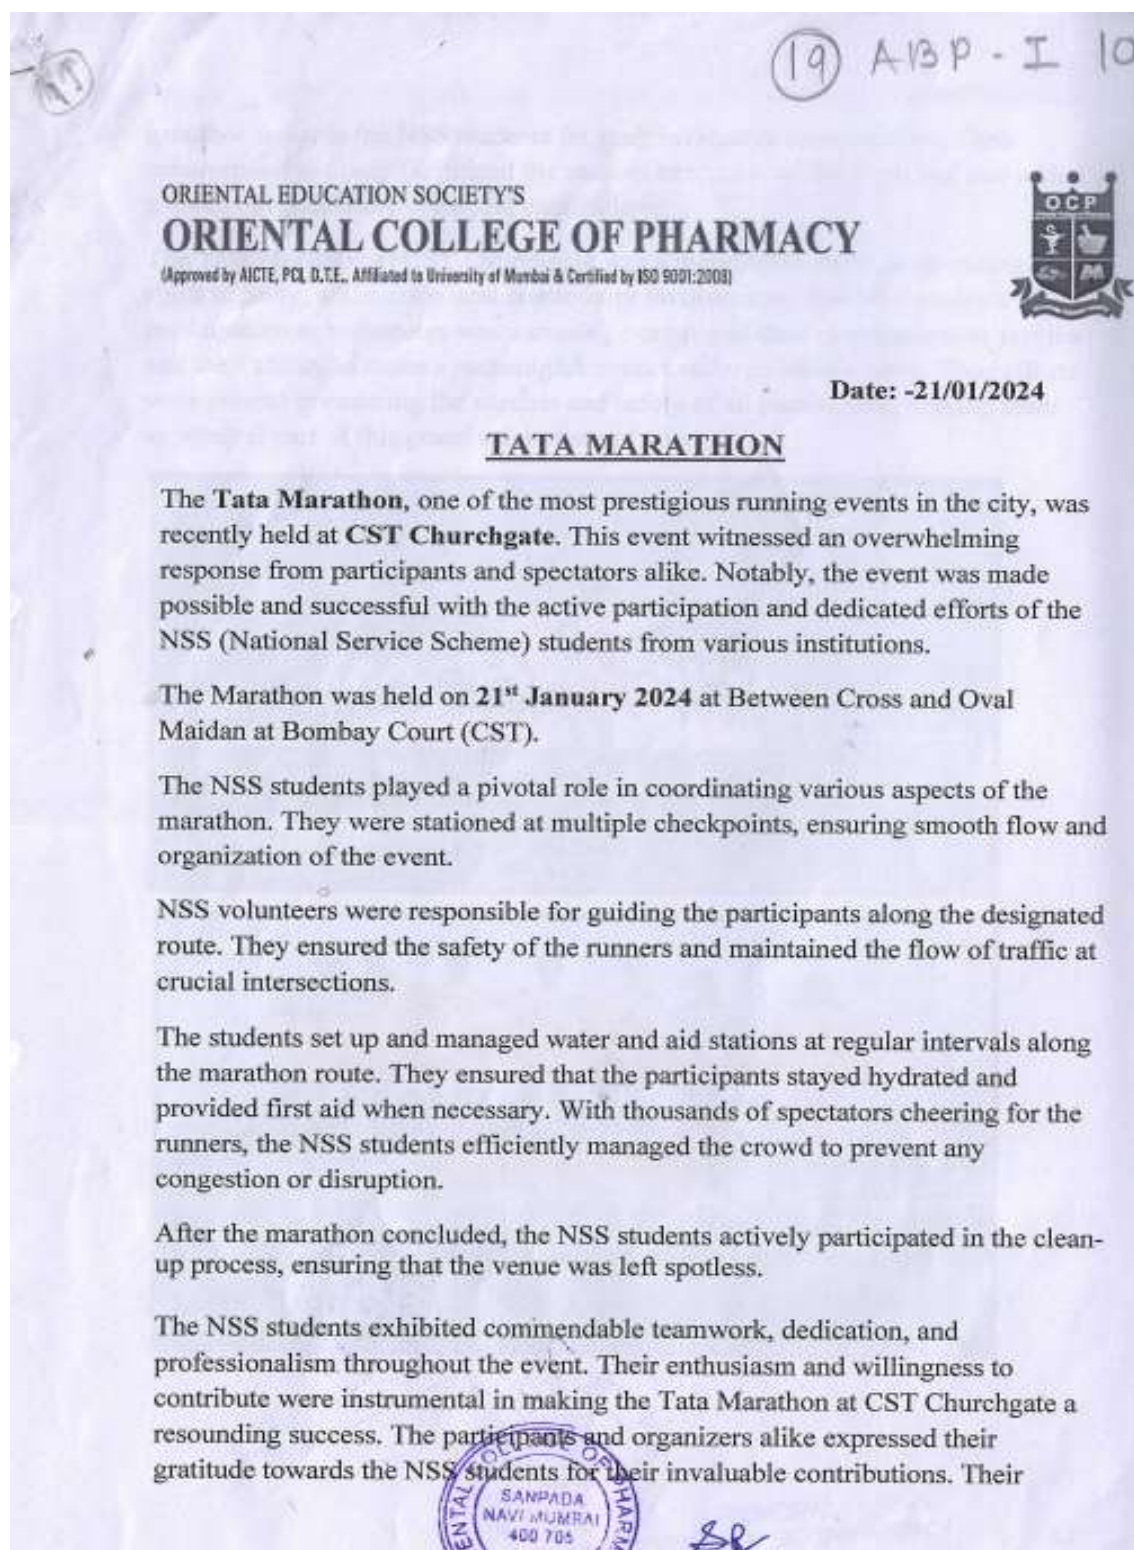 (19) ABP - I 10
ORIENTAL EDUCATION SOCIETY'S
ORIENTAL COLLEGE OF PHARMACY
(Approved by AICTE, PCI, D.T.E., Affiliated to University of Mumbai & Certified by ISO 9001:2008)
OCP
Date: -21/01/2024
TATA MARATHON
The Tata Marathon, one of the most prestigious running events in the city, was
recently held at CST Churchgate. This event witnessed an overwhelming
response from participants and spectators alike. Notably, the event was made
possible and successful with the active participation and dedicated efforts of the
NSS (National Service Scheme) students from various institutions.
The Marathon was held on 21st January 2024 at Between Cross and Oval
Maidan at Bombay Court (CST).
The NSS students played a pivotal role in coordinating various aspects of the
marathon. They were stationed at multiple checkpoints, ensuring smooth flow and
organization of the event.
NSS volunteers were responsible for guiding the participants along the designated
route. They ensured the safety of the runners and maintained the flow of traffic at
crucial intersections.
The students set up and managed water and aid stations at regular intervals along
the marathon route. They ensured that the participants stayed hydrated and
provided first aid when necessary. With thousands of spectators cheering for the
runners, the NSS students efficiently managed the crowd to prevent any
congestion or disruption.
After the marathon concluded, the NSS students actively participated in the clean-
up process, ensuring that the venue was left spotless.
The NSS students exhibited commendable teamwork, dedication, and
professionalism throughout the event. Their enthusiasm and willingness to
contribute were instrumental in making the Tata Marathon at CST Churchgate a
resounding success. The participants and organizers alike expressed their
gratitude towards the NSS students for their invaluable contributions. Their
SANPADA
NAVI MUMBAI
400 705